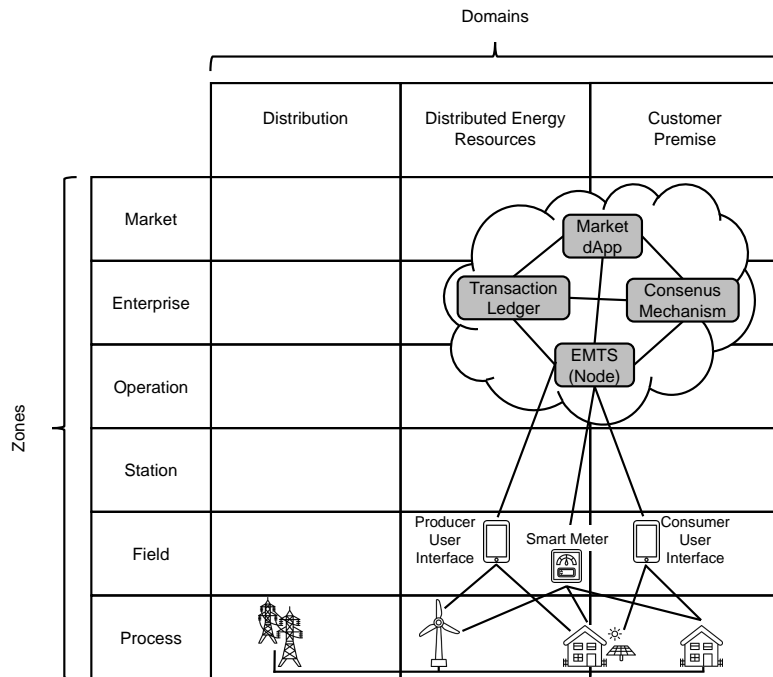 Domains
Distribution
Distributed Energy
Resources
Customer
Premise
Zones
Market
Enterprise
Operation
Station
Field
Process
Market
dApp
Transaction
Ledger
Consenus
Mechanism
EMTS
(Node)
Producer
User
Interface
Smart Meter
Consumer
User
Interface